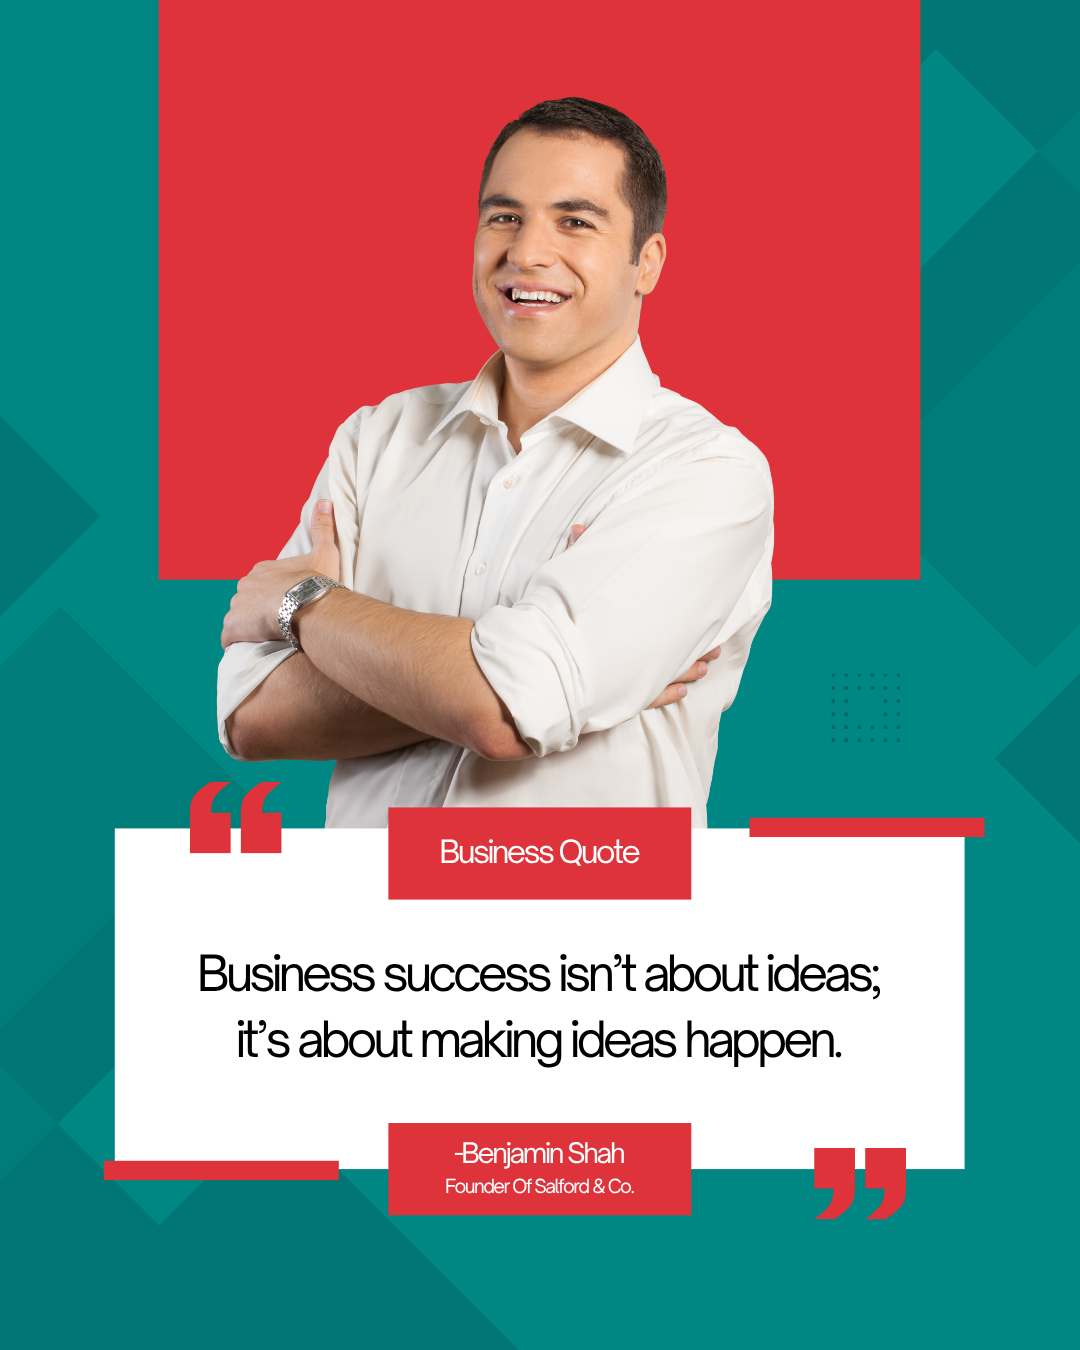 Business Quote
Business success isn’t about ideas;
it’s about making ideas happen.
-Benjamin Shah
Founder Of Salford & Co.